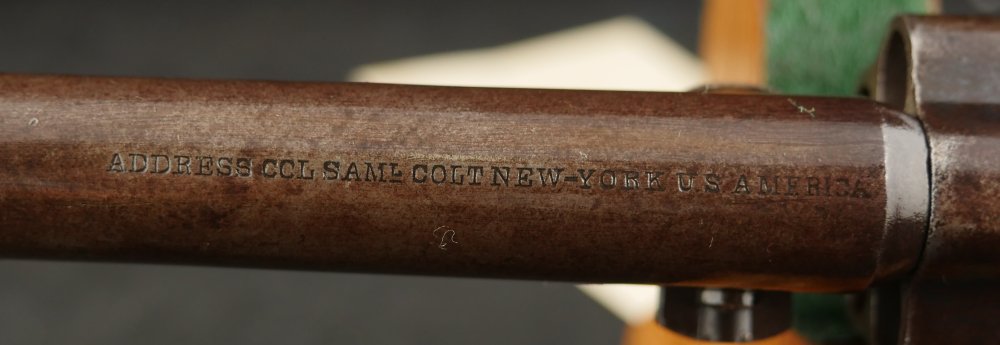 ADDRESS CCL SAML COLT NEW-YORK U.S. AMERICA